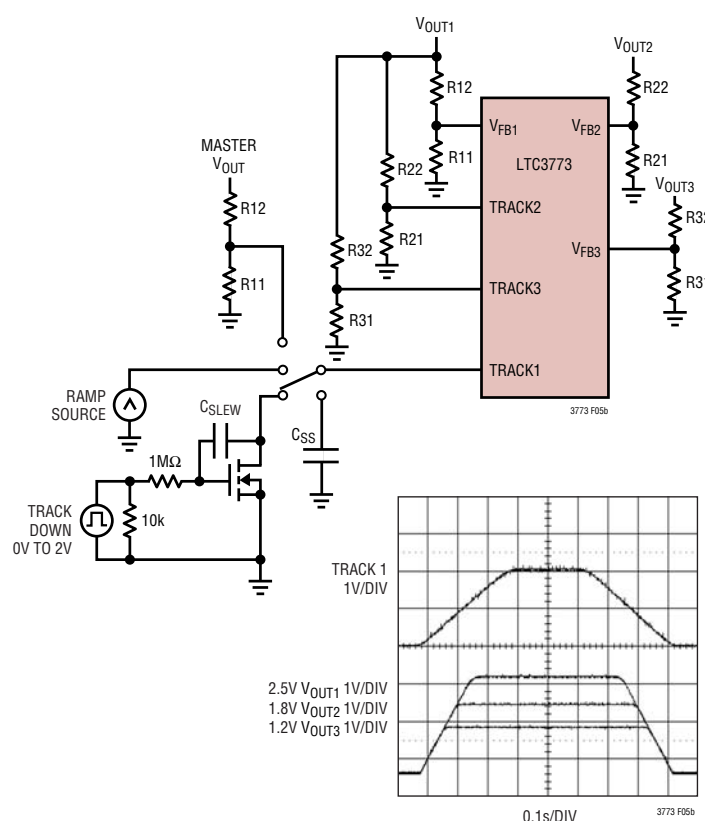 VOUT1
VOUT2
R12
R22
MASTER
VOUT
VFB1
VFB2
R11
LTC3773
R21
R22
VOUT3
R12
TRACK2
R32
R21
R32
VFB3
R11
TRACK3
R31
R31
TRACK1
RAMP
SOURCE
CSLEW
CSS
3773 F05b
1MΩ
TRACK
DOWN
0V TO 2V
10k
TRACK 1
1V/DIV
2.5V VOUT1 1V/DIV
1.8V VOUT2 1V/DIV
1.2V VOUT3 1V/DIV
0.1s/DIV
3773 F05b